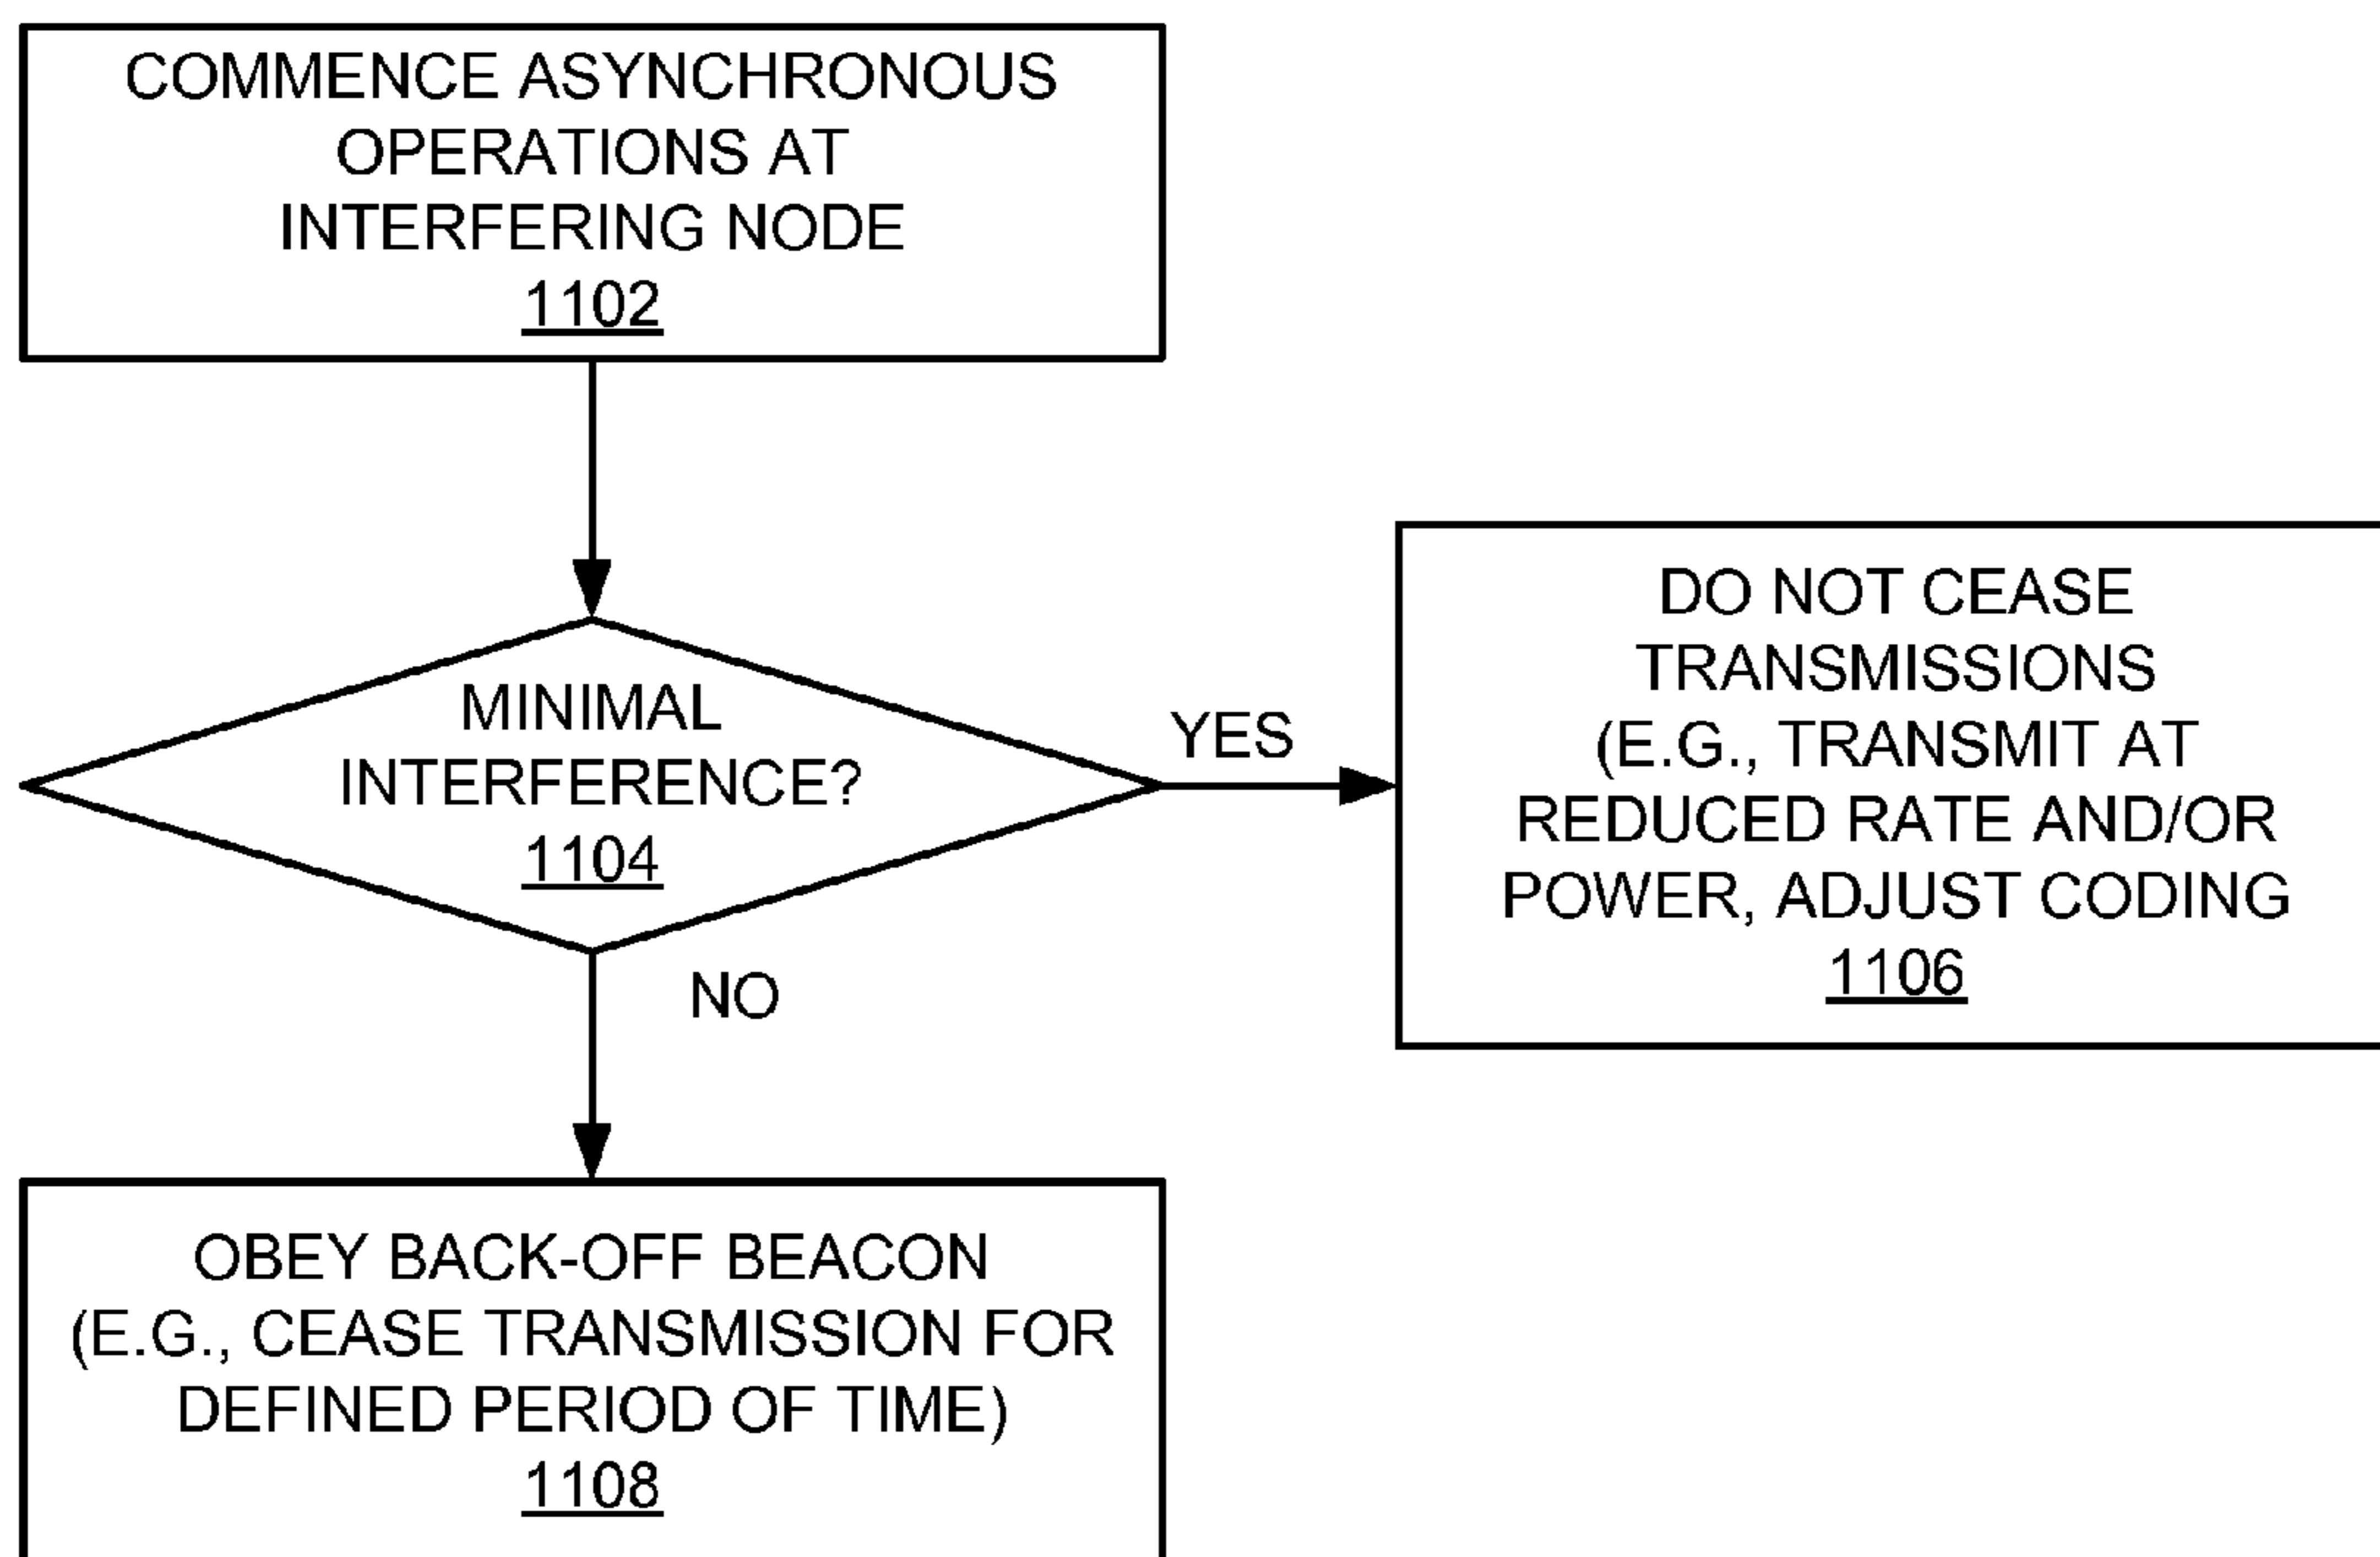 COMMENCE ASYNCHRONOUS
OPERATIONS AT
INTERFERING NODE
1102
MINIMAL
INTERFERENCE?
1104
YES
DO NOT CEASE
TRANSMISSIONS
(E.G., TRANSMIT AT
REDUCED RATE AND/OR
POWER, ADJUST CODING
1106
NO
OBEY BACK-OFF BEACON
(E.G., CEASE TRANSMISSION FOR
DEFINED PERIOD OF TIME)
1108